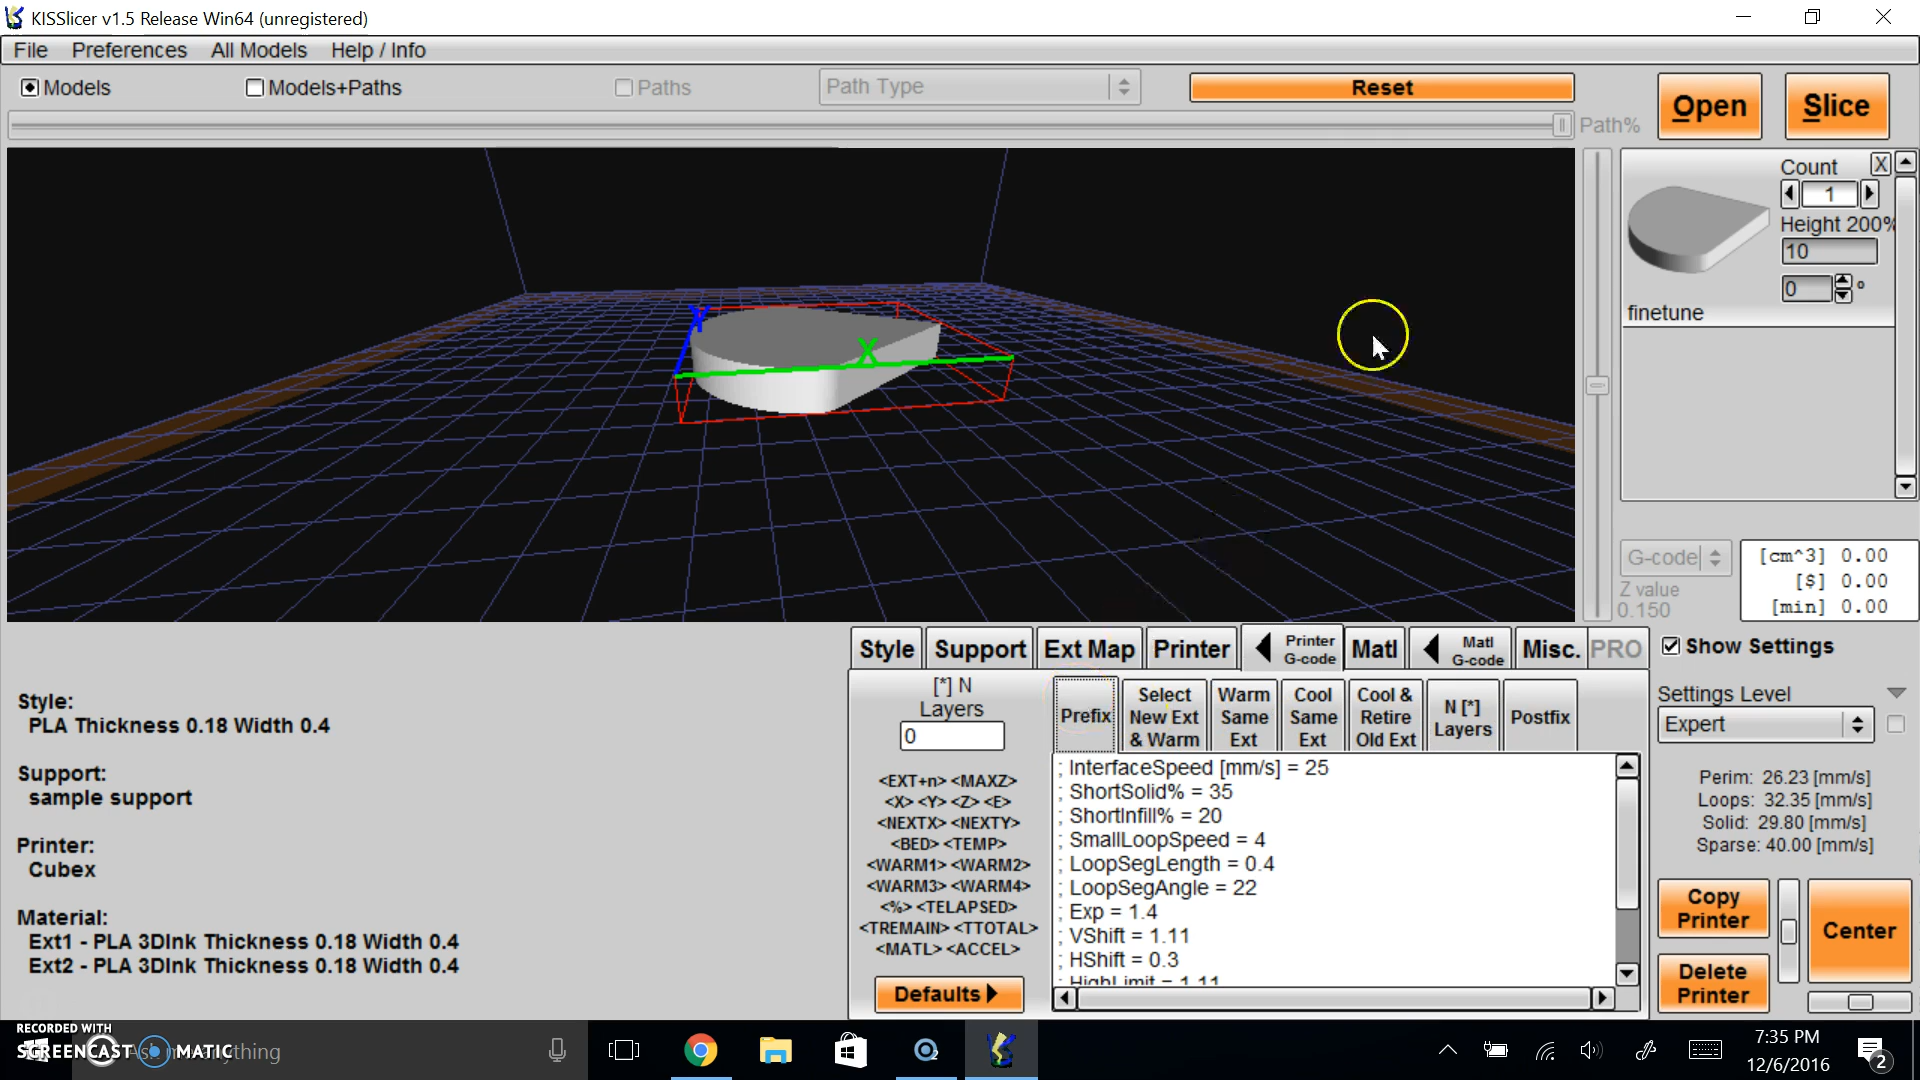 KISSlicer v1.5 Release Win64 (unregistered)
File Preferences All Models Help / Info
Models Models+Paths Paths Path Type Reset
Open Slice
Path%
Count X
1
Height 200%
10
0 °
finetune
Y
X
G-code
Z value
0.150
[cm^3] 0.00
[$] 0.00
[min] 0.00
Style Support Ext Map Printer Printer G-code Matl Matl G-code Misc. PRO
Show Settings
Style:
PLA Thickness 0.18 Width 0.4
Support:
sample support
Printer:
Cubex
Material:
Ext1 - PLA 3DInk Thickness 0.18 Width 0.4
Ext2 - PLA 3DInk Thickness 0.18 Width 0.4
[*] N
Layers
0
<EXT+n> <MAXZ>
<X> <Y> <Z> <E>
<NEXTX> <NEXTY>
<BED> <TEMP>
<WARM1> <WARM2>
<WARM3> <WARM4>
<%> <TELAPSED>
<TREMAIN> <TTOTAL>
<MATL> <ACCEL>
Defaults
Prefix
Select
New Ext
& Warm
Warm
Same
Ext
Cool
Same
Ext
Cool &
Retire
Old Ext
N [*]
Layers
Postfix
; InterfaceSpeed [mm/s] = 25
; ShortSolid% = 35
; ShortInfill% = 20
; SmallLoopSpeed = 4
; LoopSegLength = 0.4
; LoopSegAngle = 22
; Exp = 1.4
; VShift = 1.11
; HShift = 0.3
; HighLimit = 1.11
Settings Level
Expert
Perim: 26.23 [mm/s]
Loops: 32.35 [mm/s]
Solid: 29.80 [mm/s]
Sparse: 40.00 [mm/s]
Copy
Printer
Delete
Printer
Center
RECORDED WITH
SCREENCAST MATIC
anything
7:35 PM
12/6/2016
2